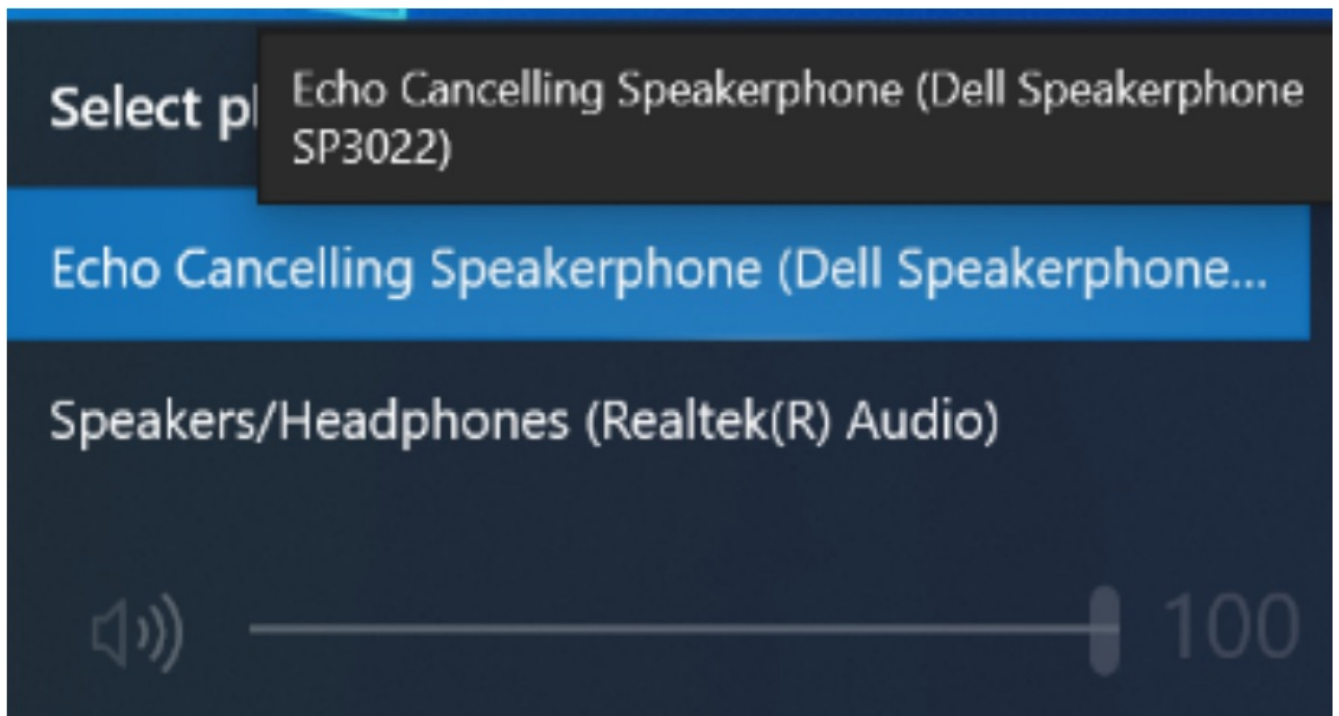 Select pl
Echo Cancelling Speakerphone (Dell Speakerphone
SP3022)
Echo Cancelling Speakerphone (Dell Speakerphone...
Speakers/Headphones (Realtek(R) Audio)
100